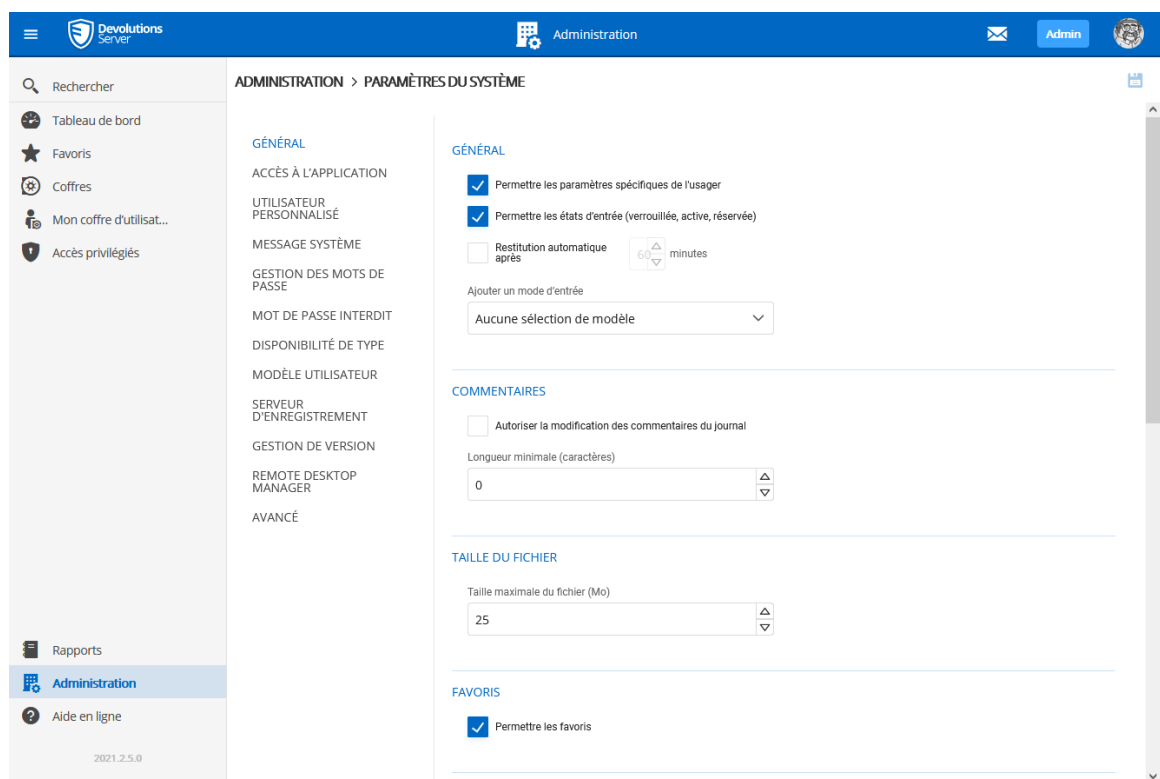 Devolutions
Server
Administration
Admin
Rechercher
Tableau de bord
Favoris
Coffres
Mon coffre d'utilisat...
Accès privilégiés
Rapports
Administration
Aide en ligne
2021.2.5.0
ADMINISTRATION > PARAMÈTRES DU SYSTÈME
GÉNÉRAL
ACCÈS À L'APPLICATION
UTILISATEUR
PERSONNALISÉ
MESSAGE SYSTÈME
GESTION DES MOTS DE
PASSE
MOT DE PASSE INTERDIT
DISPONIBILITÉ DE TYPE
MODÈLE UTILISATEUR
SERVEUR
D'ENREGISTREMENT
GESTION DE VERSION
REMOTE DESKTOP
MANAGER
AVANCÉ
GÉNÉRAL
Permettre les paramètres spécifiques de l'usager
Permettre les états d'entrée (verrouillée, active, réservée)
Restitution automatique
après
60 minutes
Ajouter un mode d'entrée
Aucune sélection de modèle
COMMENTAIRES
Autoriser la modification des commentaires du journal
Longueur minimale (caractères)
0
TAILLE DU FICHIER
Taille maximale du fichier (Mo)
25
FAVORIS
Permettre les favoris